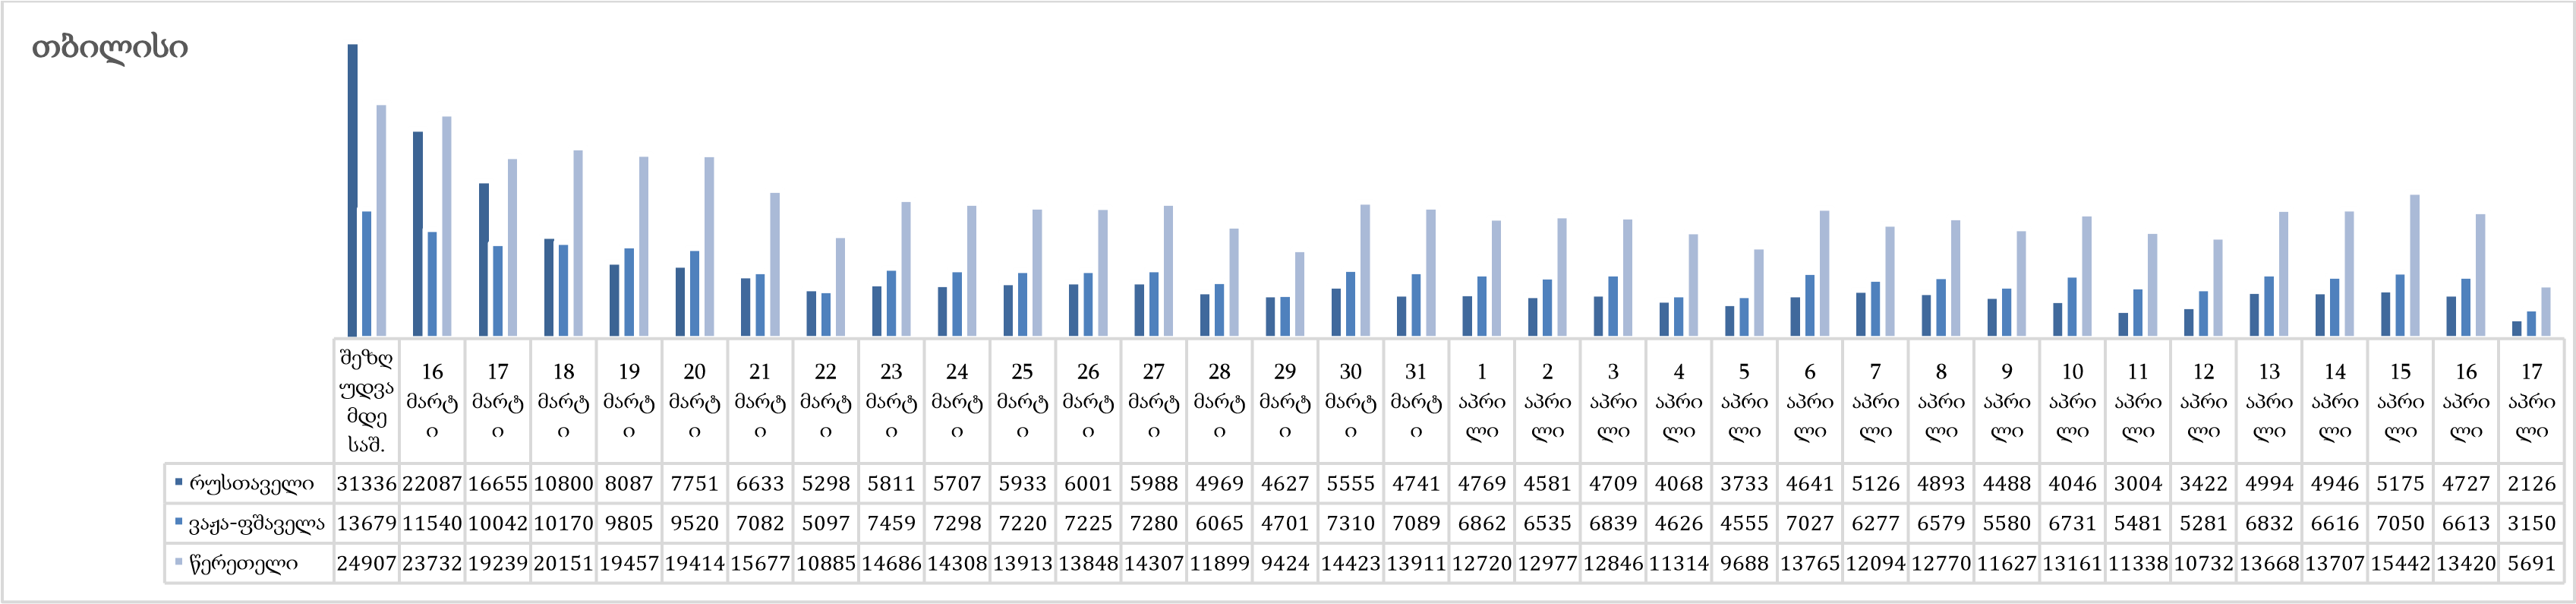 თბილისი
შეზღ
უდვა
მდე
საშ.
16 17 18 19 20 21 22 23 24 25 26 27 28 29 30 31 1 2 3 4 5 6 7 8 9 10 11 12 13 14 15 16 17
მარტ მარტ მარტ მარტ მარტ მარტ მარტ მარტ მარტ მარტ მარტ მარტ მარტ მარტ მარტ მარტ აპრი აპრი აპრი აპრი აპრი აპრი აპრი აპრი აპრი აპრი აპრი აპრი აპრი აპრი აპრი აპრი აპრი
ი ი ი ი ი ი ი ი ი ი ი ი ი ი ი ი ლი ლი ლი ლი ლი ლი ლი ლი ლი ლი ლი ლი ლი ლი ლი ლი ლი
რუსთაველი 31336 22087 16655 10800 8087 7751 6633 5298 5811 5707 5933 6001 5988 4969 4627 5555 4741 4769 4581 4709 4068 3733 4641 5126 4893 4488 4046 3004 3422 4994 4946 5175 4727 2126
ვაჟა-ფშაველა 13679 11540 10042 10170 9805 9520 7082 5097 7459 7298 7220 7225 7280 6065 4701 7310 7089 6862 6535 6839 4626 4555 7027 6277 6579 5580 6731 5481 5281 6832 6616 7050 6613 3150
წერეთელი 24907 23732 19239 20151 19457 19414 15677 10885 14686 14308 13913 13848 14307 11899 9424 14423 13911 12720 12977 12846 11314 9688 13765 12094 12770 11627 13161 11338 10732 13668 13707 15442 13420 5691